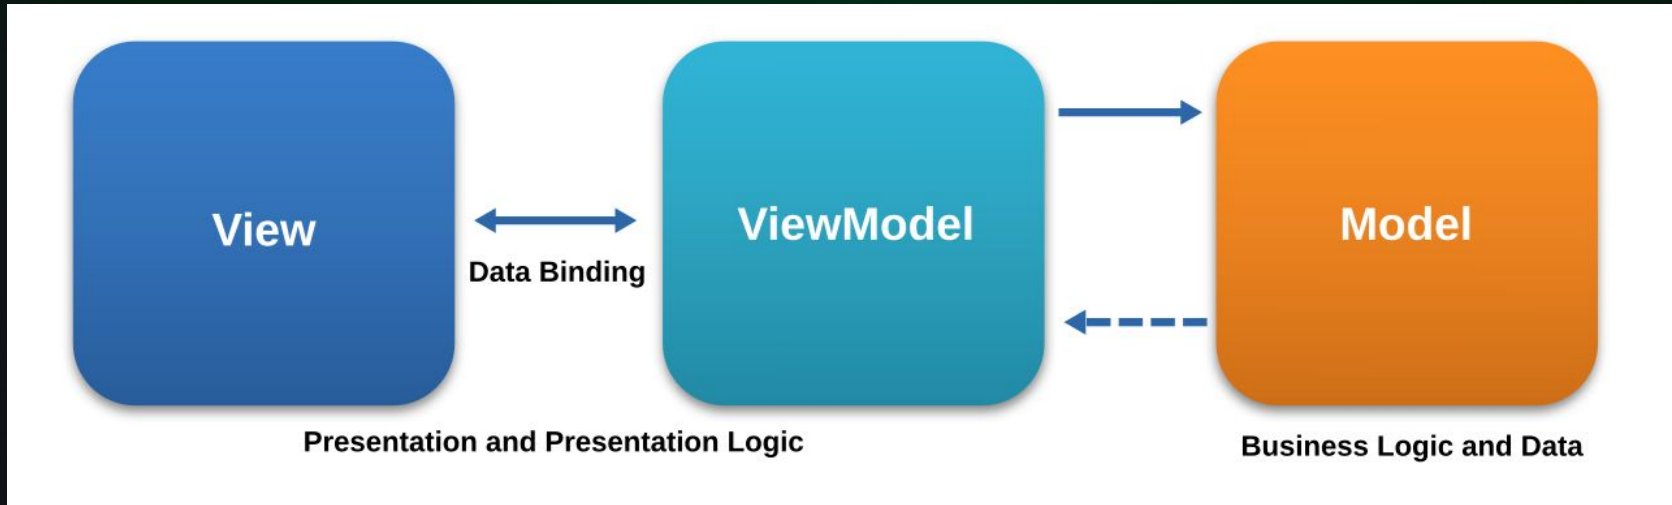 View
Data Binding
ViewModel
Model
Presentation and Presentation Logic
Business Logic and Data